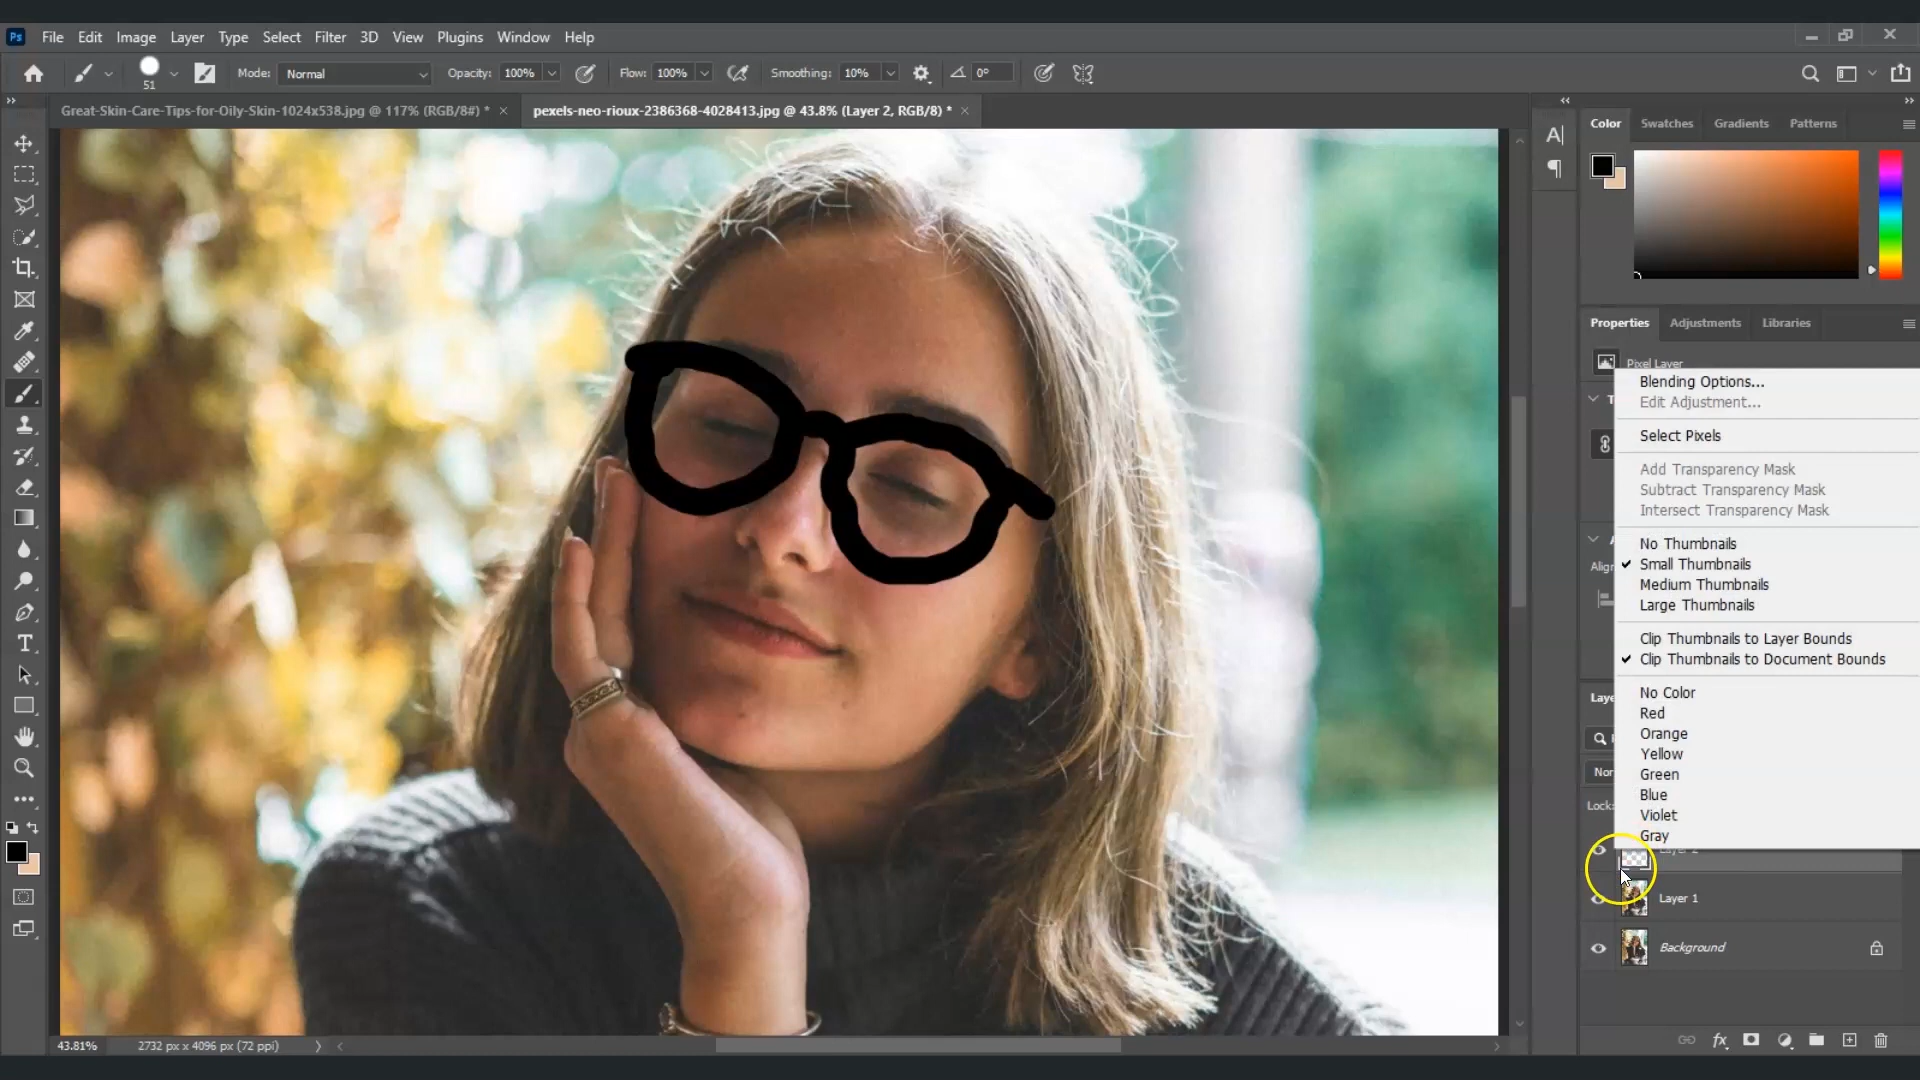 Ps File Edit Image Layer Type Select Filter 3D View Plugins Window Help
51 Mode: Normal Opacity: 100% Flow: 100% Smoothing: 10% 0°
Great-Skin-Care-Tips-for-Oily-Skin-1024x538.jpg @ 117% (RGB/8#) *
pexels-neo-rioux-2386368-4028413.jpg @ 43.8% (Layer 2, RGB/8) *
Color Swatches Gradients Patterns
Properties Adjustments Libraries
Pixel Layer
Blending Options...
Edit Adjustment...
Select Pixels
Add Transparency Mask
Subtract Transparency Mask
Intersect Transparency Mask
No Thumbnails
Small Thumbnails
Medium Thumbnails
Large Thumbnails
Clip Thumbnails to Layer Bounds
Clip Thumbnails to Document Bounds
No Color
Red
Orange
Yellow
Green
Blue
Violet
Gray
Layer 2
Layer 1
Background
43.81% 2732 px x 4096 px (72 ppi)